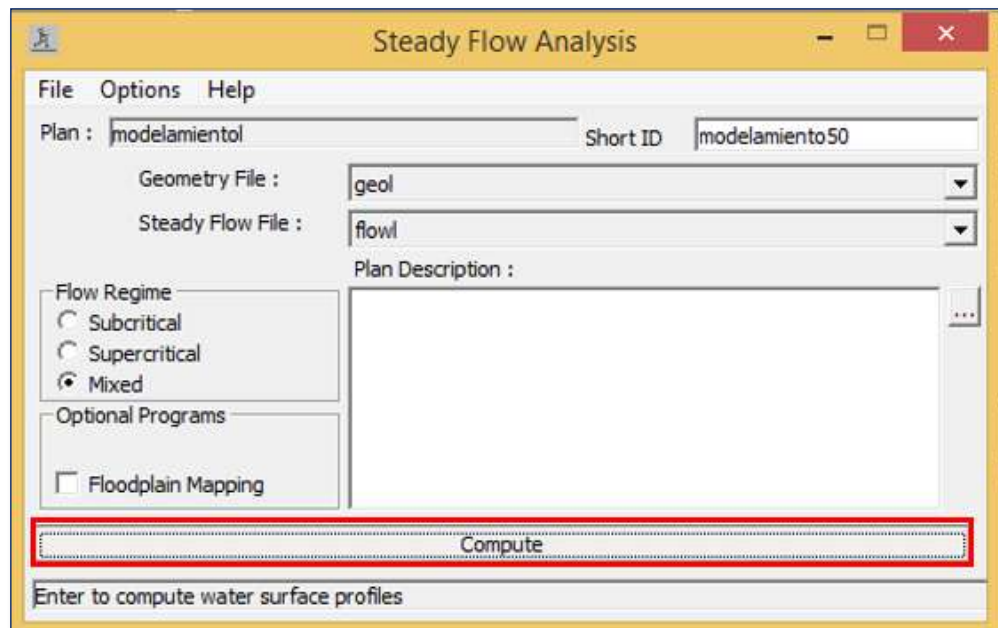 Steady Flow Analysis
File Options Help
Plan : modelamientol Short ID modelamiento50
Geometry File : geol
Steady Flow File : flowl
Plan Description :
Flow Regime
Subcritical
Supercritical
Mixed
Optional Programs
Floodplain Mapping
...
Compute
Enter to compute water surface profiles